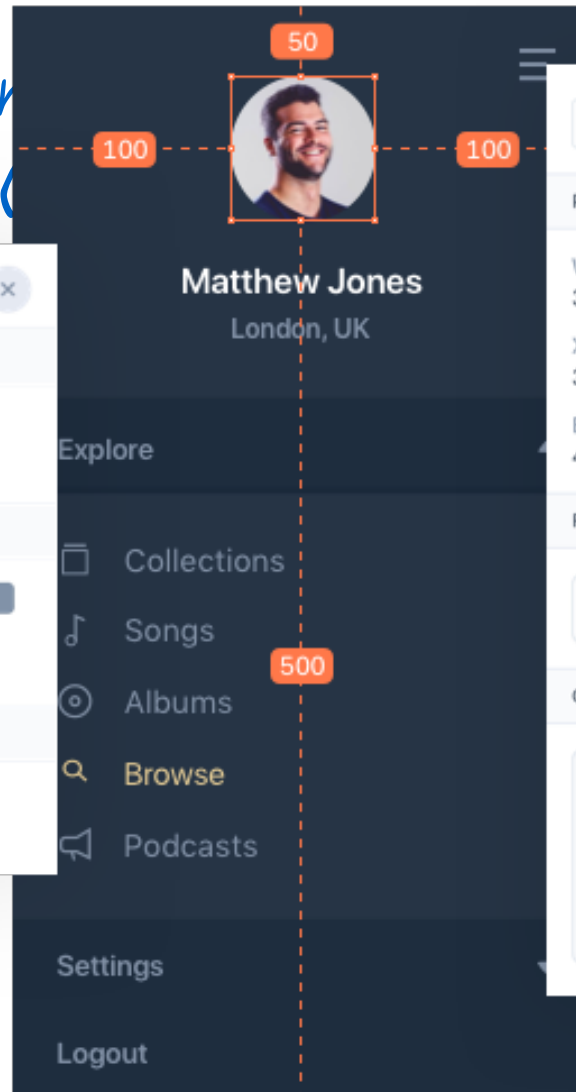 50
100 100
Matthew Jones
London, UK
Explore
Collections
Songs
500
Albums
Browse
Podcasts
Settings
Logout